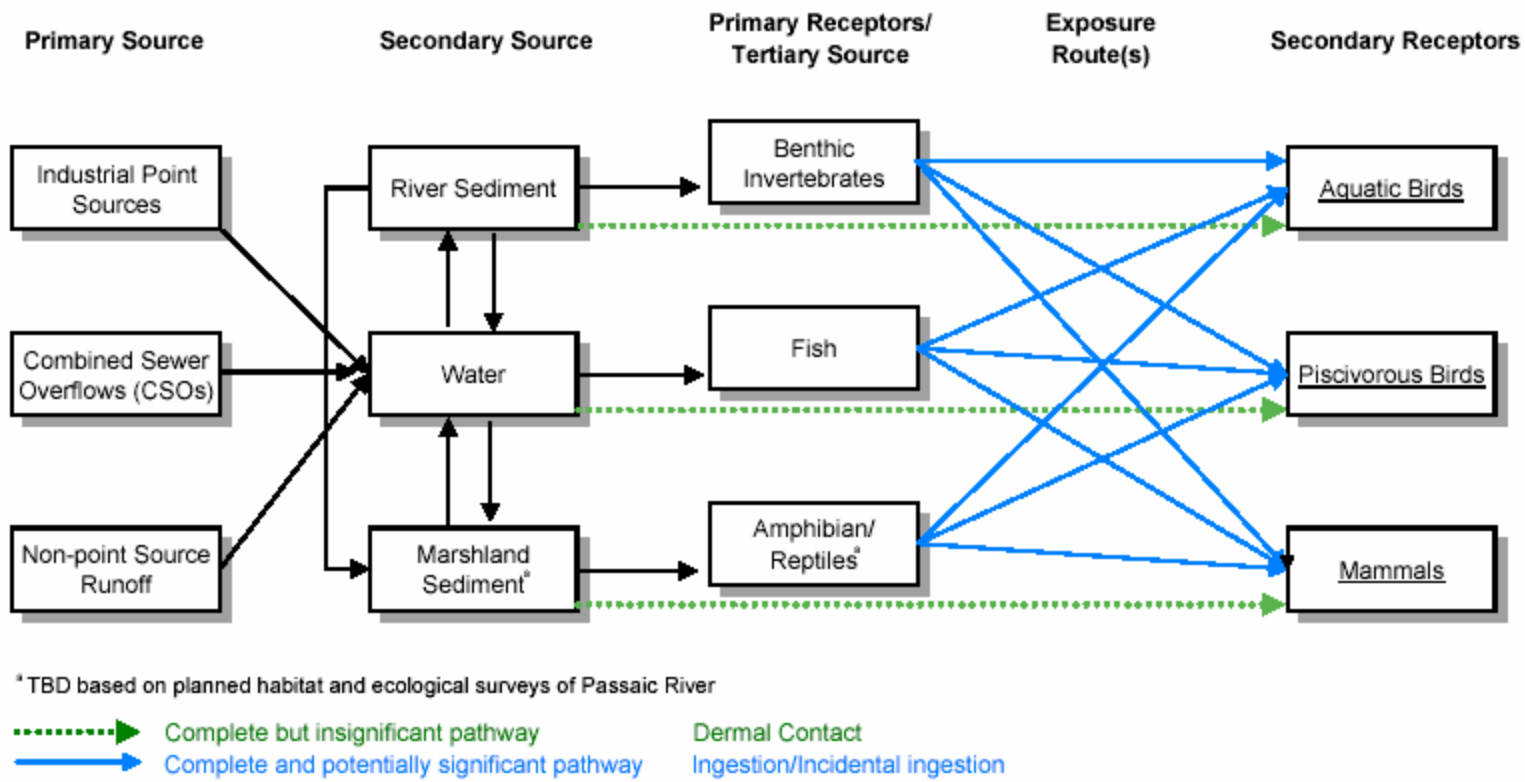 Primary Source
Secondary Source
Primary Receptors/
Tertiary Source
Exposure
Route(s)
Secondary Receptors
Industrial Point
Sources
River Sediment
Benthic
Invertebrates
Aquatic Birds
Combined Sewer
Overflows (CSOs)
Water
Fish
Piscivorous Birds
Non-point Source
Runoff
Marshland
Sediment^a
Amphibian/
Reptiles^a
Mammals
^a TBD based on planned habitat and ecological surveys of Passaic River
Complete but insignificant pathway
Dermal Contact
Complete and potentially significant pathway
Ingestion/Incidental ingestion